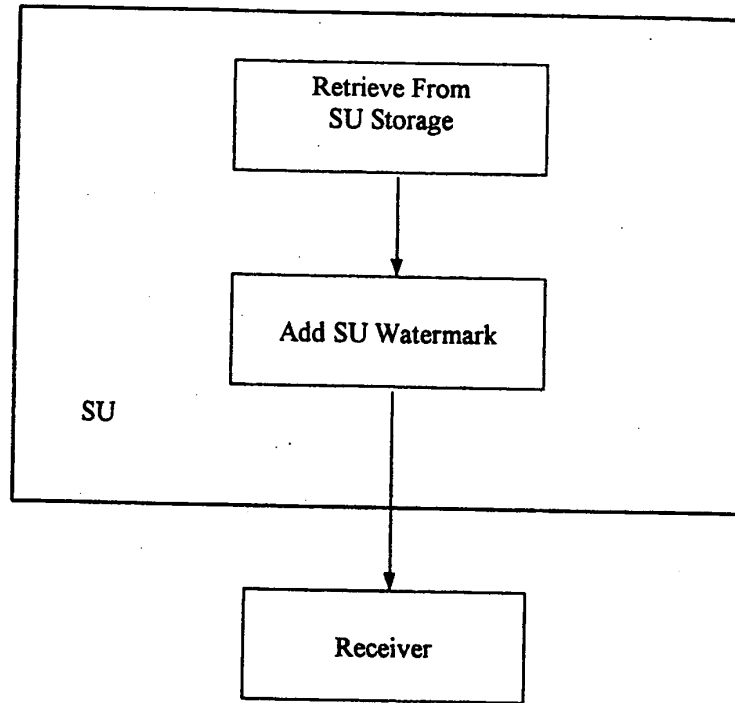 Retrieve From
SU Storage
Add SU Watermark
SU
Receiver